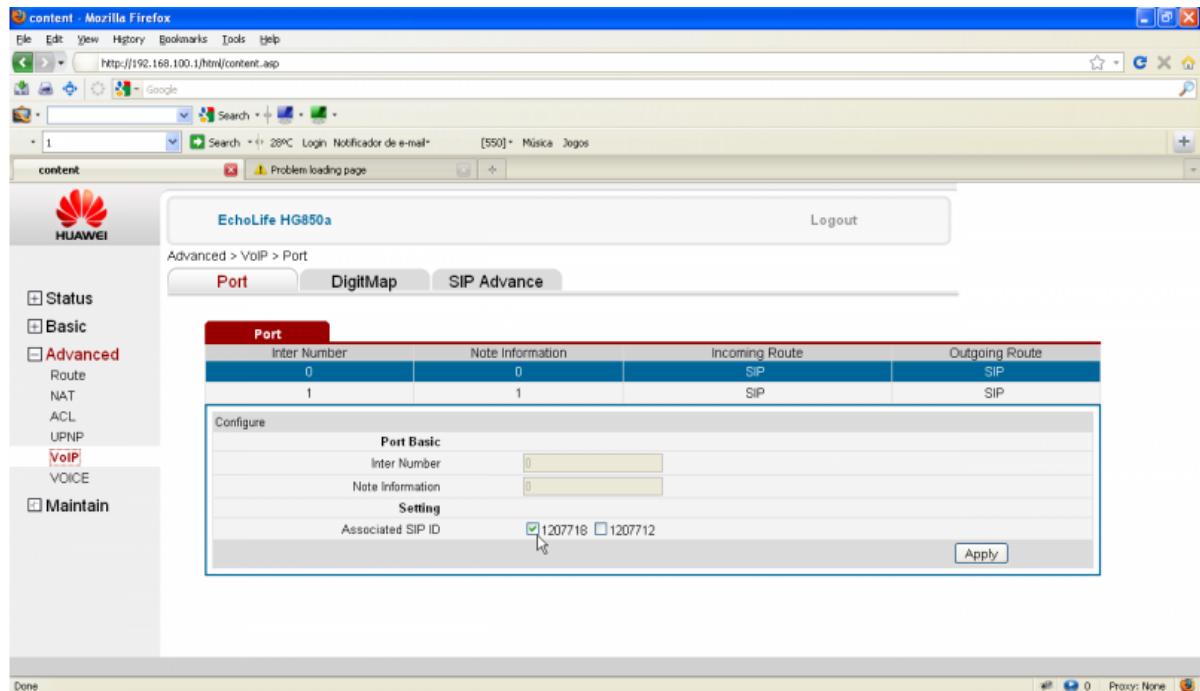 content - Mozilla Firefox
File Edit View History Bookmarks Tools Help
http://192.168.100.1/html/content.asp
Google
Search
1 Search 28ºC Login Notificador de e-mail [550] Música Jogos
content Problem loading page
HUAWEI
EchoLife HG850a Logout
Advanced > VoIP > Port
Port DigitMap SIP Advance
Status
Basic
Advanced
Route
NAT
ACL
UPNP
VoIP
VOICE
Maintain
Port
Inter Number Note Information Incoming Route Outgoing Route
0 0 SIP SIP
1 1 SIP SIP
Configure
Port Basic
Inter Number 0
Note Information 0
Setting
Associated SIP ID 1207718 1207712
Apply
Done 0 Proxy: None